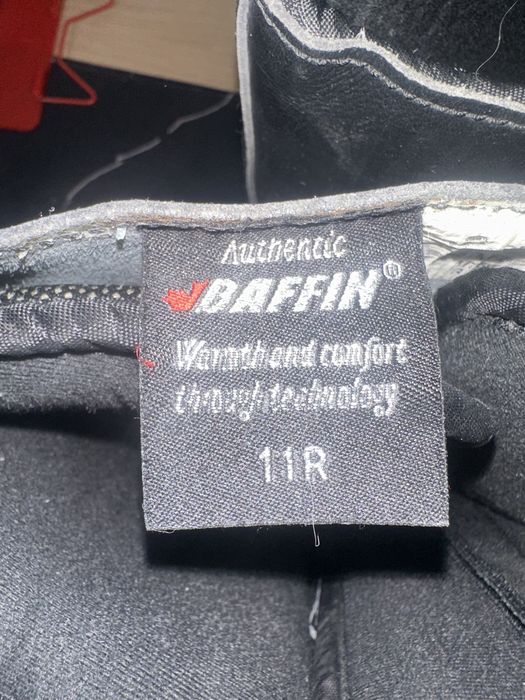 Authentic
BAFFIN®
Warmth and comfort
through technology
11R